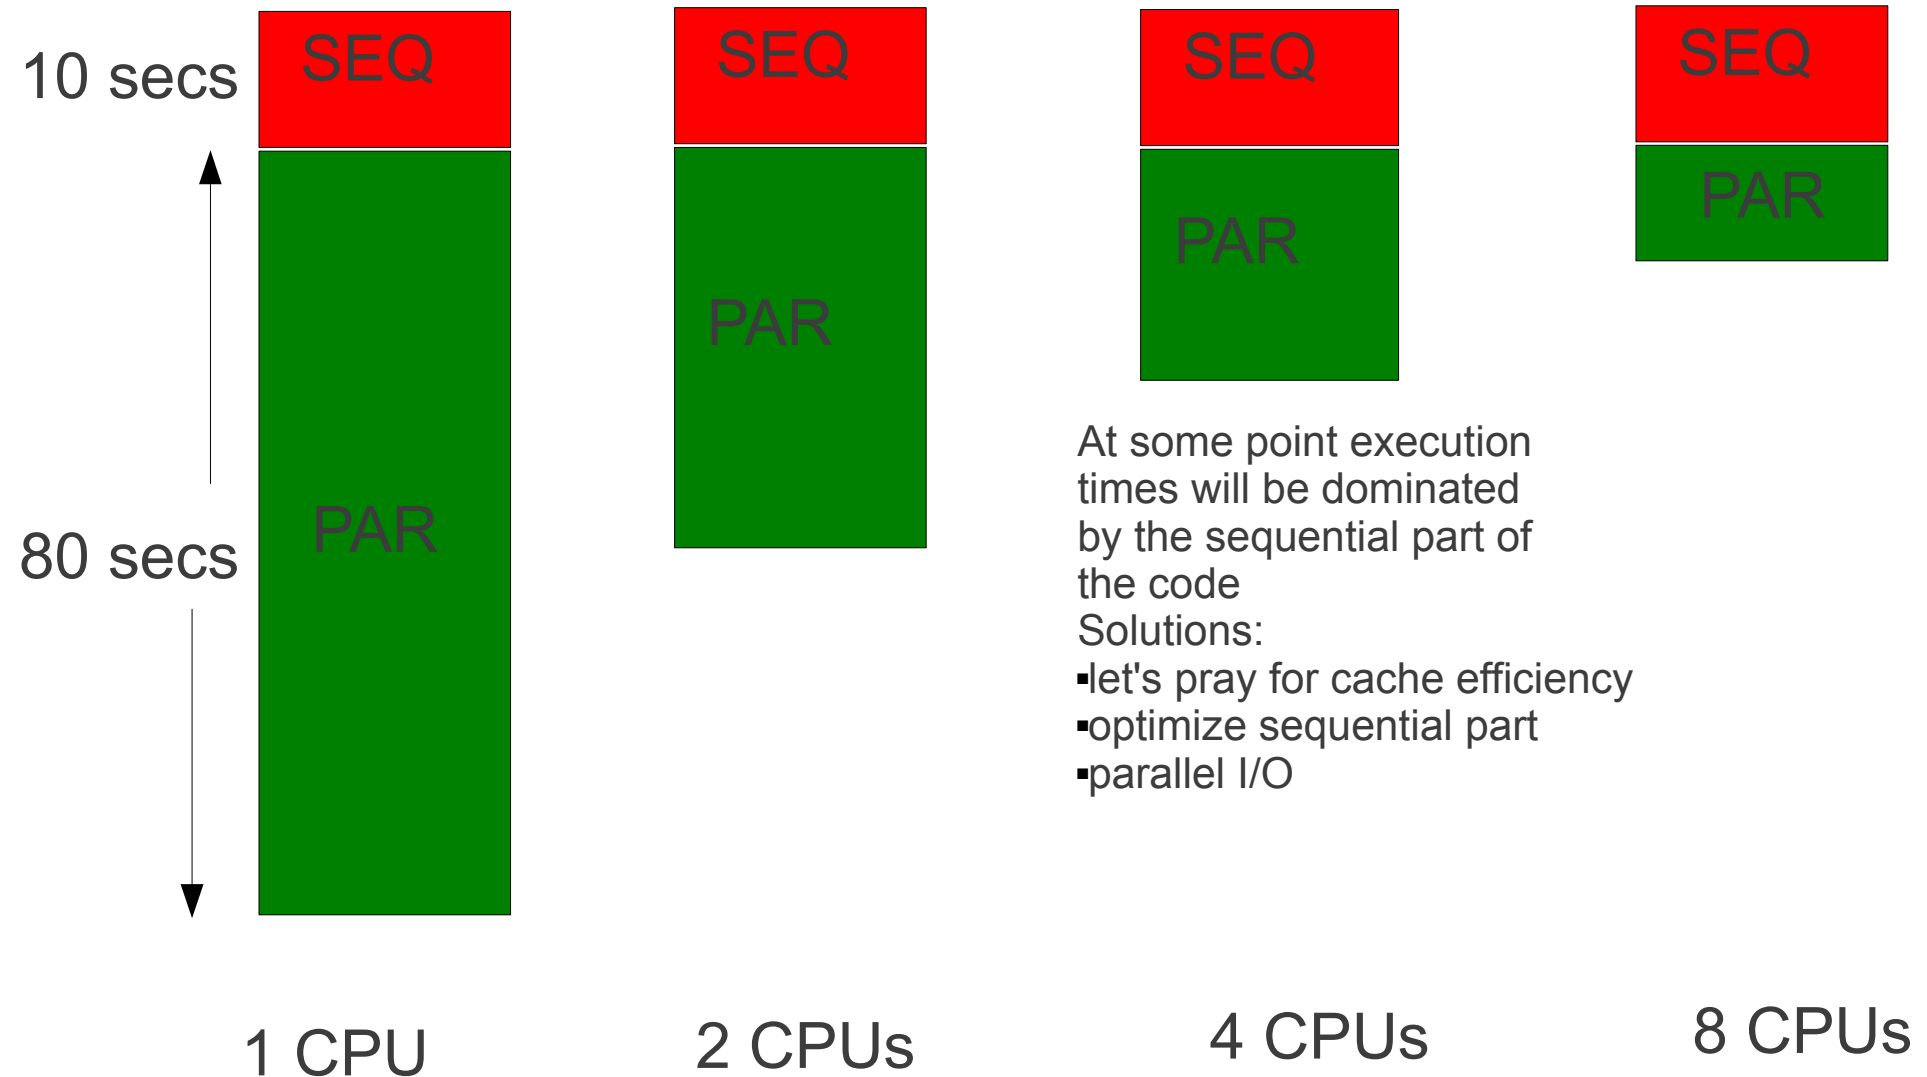 10 secs
SEQ
SEQ
SEQ
SEQ
80 secs
PAR
PAR
PAR
PAR
At some point execution
times will be dominated
by the sequential part of
the code
Solutions:
▪let's pray for cache efficiency
▪optimize sequential part
▪parallel I/O
1 CPU
2 CPUs
4 CPUs
8 CPUs